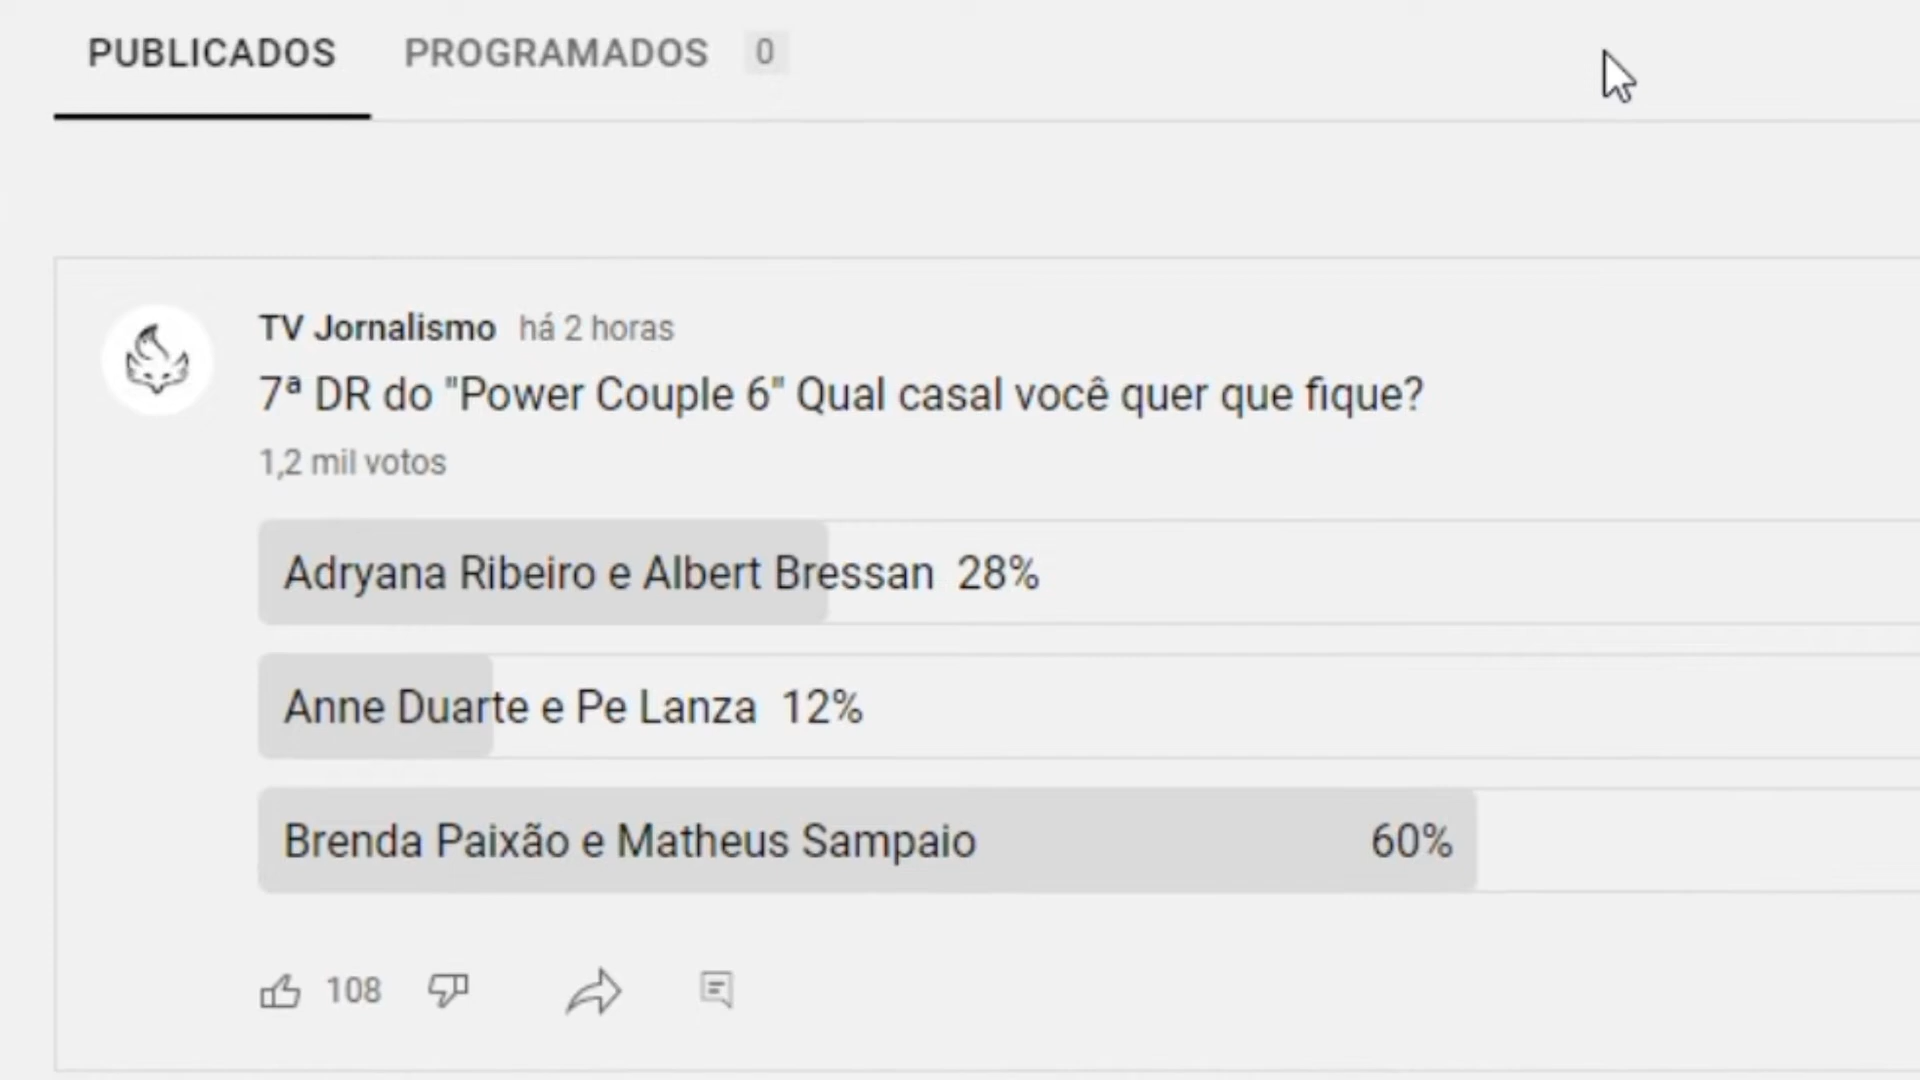 PUBLICADOS PROGRAMADOS 0
TV Jornalismo há 2 horas
7ª DR do "Power Couple 6" Qual casal você quer que fique?
1,2 mil votos
Adryana Ribeiro e Albert Bressan 28%
Anne Duarte e Pe Lanza 12%
Brenda Paixão e Matheus Sampaio 60%
108